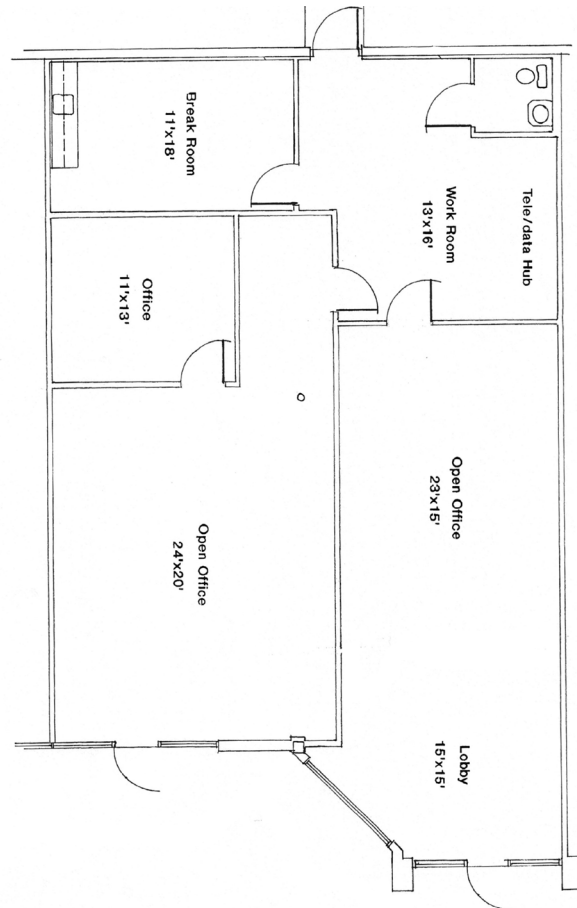 Tele/data Hub
Work Room
13'x16'
Open Office
23'x15'
Lobby
15'x15'
Break Room
11'x18'
Office
11'x13'
Open Office
24'x20'